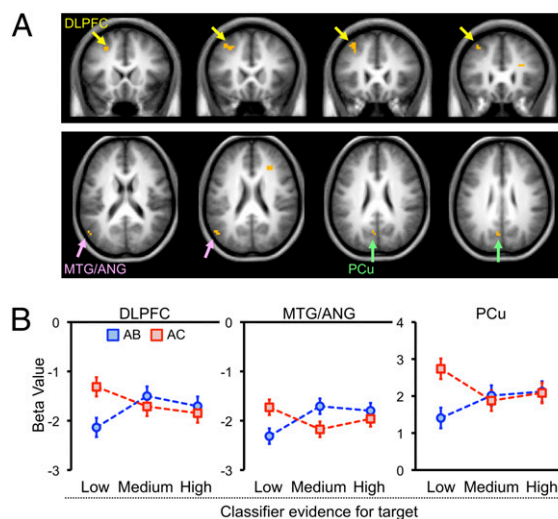 A
DLPFC
MTG/ANG
PCu
B
DLPFC
MTG/ANG
PCu
AB
AC
Beta Value
0
-1
-2
-3
0
-1
-2
-3
4
3
2
1
0
Low Medium High
Low Medium High
Low Medium High
Classifier evidence for target